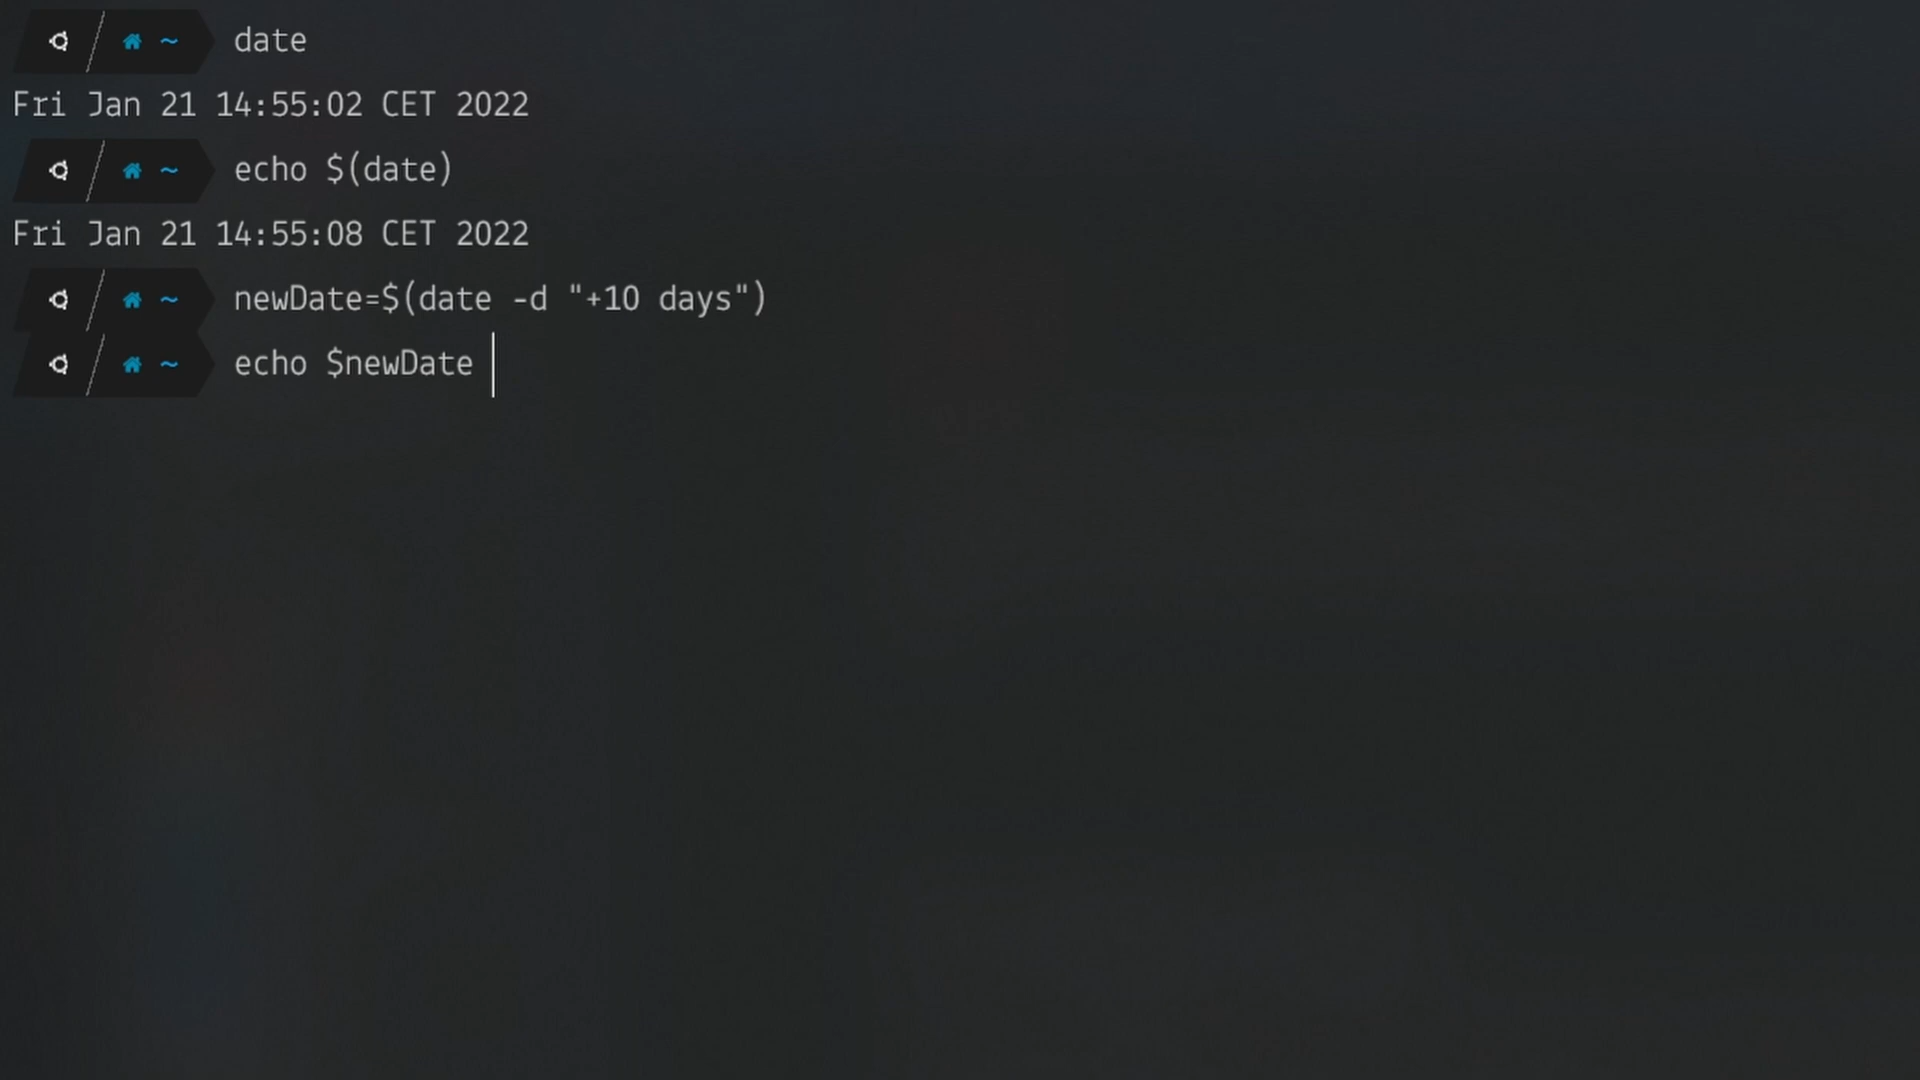 ~ date
Fri Jan 21 14:55:02 CET 2022
~ echo $(date)
Fri Jan 21 14:55:08 CET 2022
~ newDate=$(date -d "+10 days")
~ echo $newDate